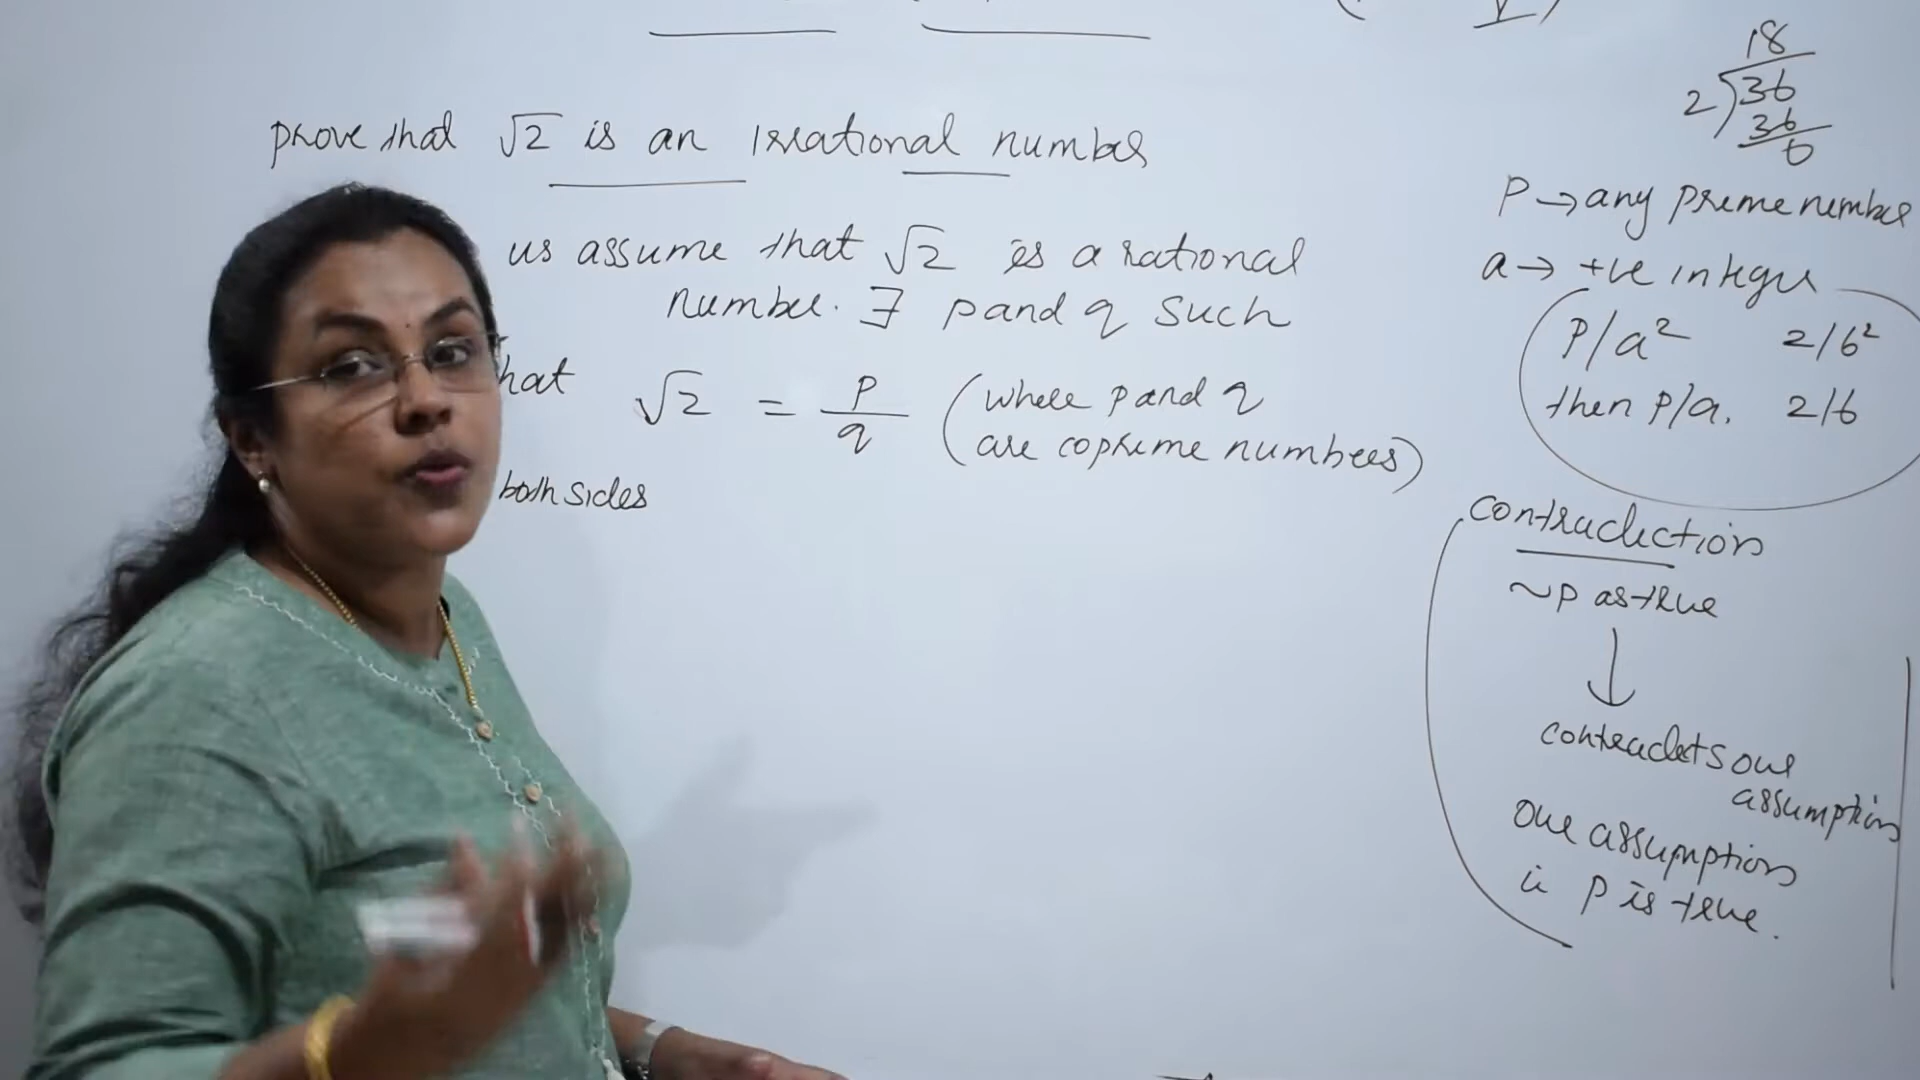 prove that √2 is an Irrational number
us assume that √2 is a rational
number. ∃ p and q such
hat √2 = p/q (where p and q
are coprime numbers)
both sides
18
2)36
36
0
P → any prime number
a → +ve integer
P/a² 2/6²
then P/a. 2/6
contradiction
~p as true
↓
contradicts our
assumption
our assumption
is P is true.